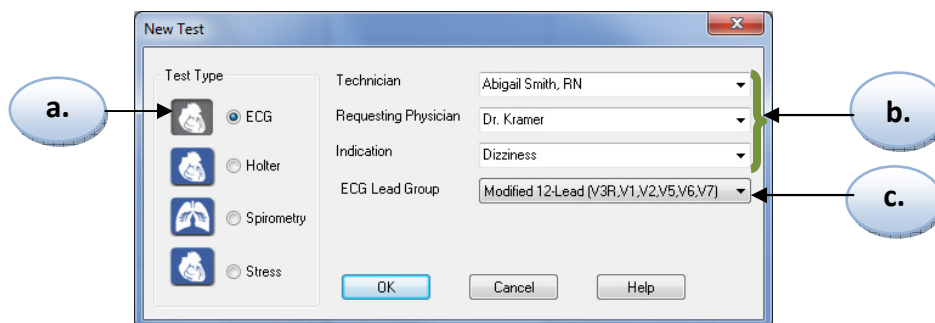 New Test
a.
Test Type
ECG
Holter
Spirometry
Stress
Technician Abigail Smith, RN
Requesting Physician Dr. Kramer
Indication Dizziness
ECG Lead Group Modified 12-Lead (V3R,V1,V2,V5,V6,V7)
b.
c.
OK Cancel Help